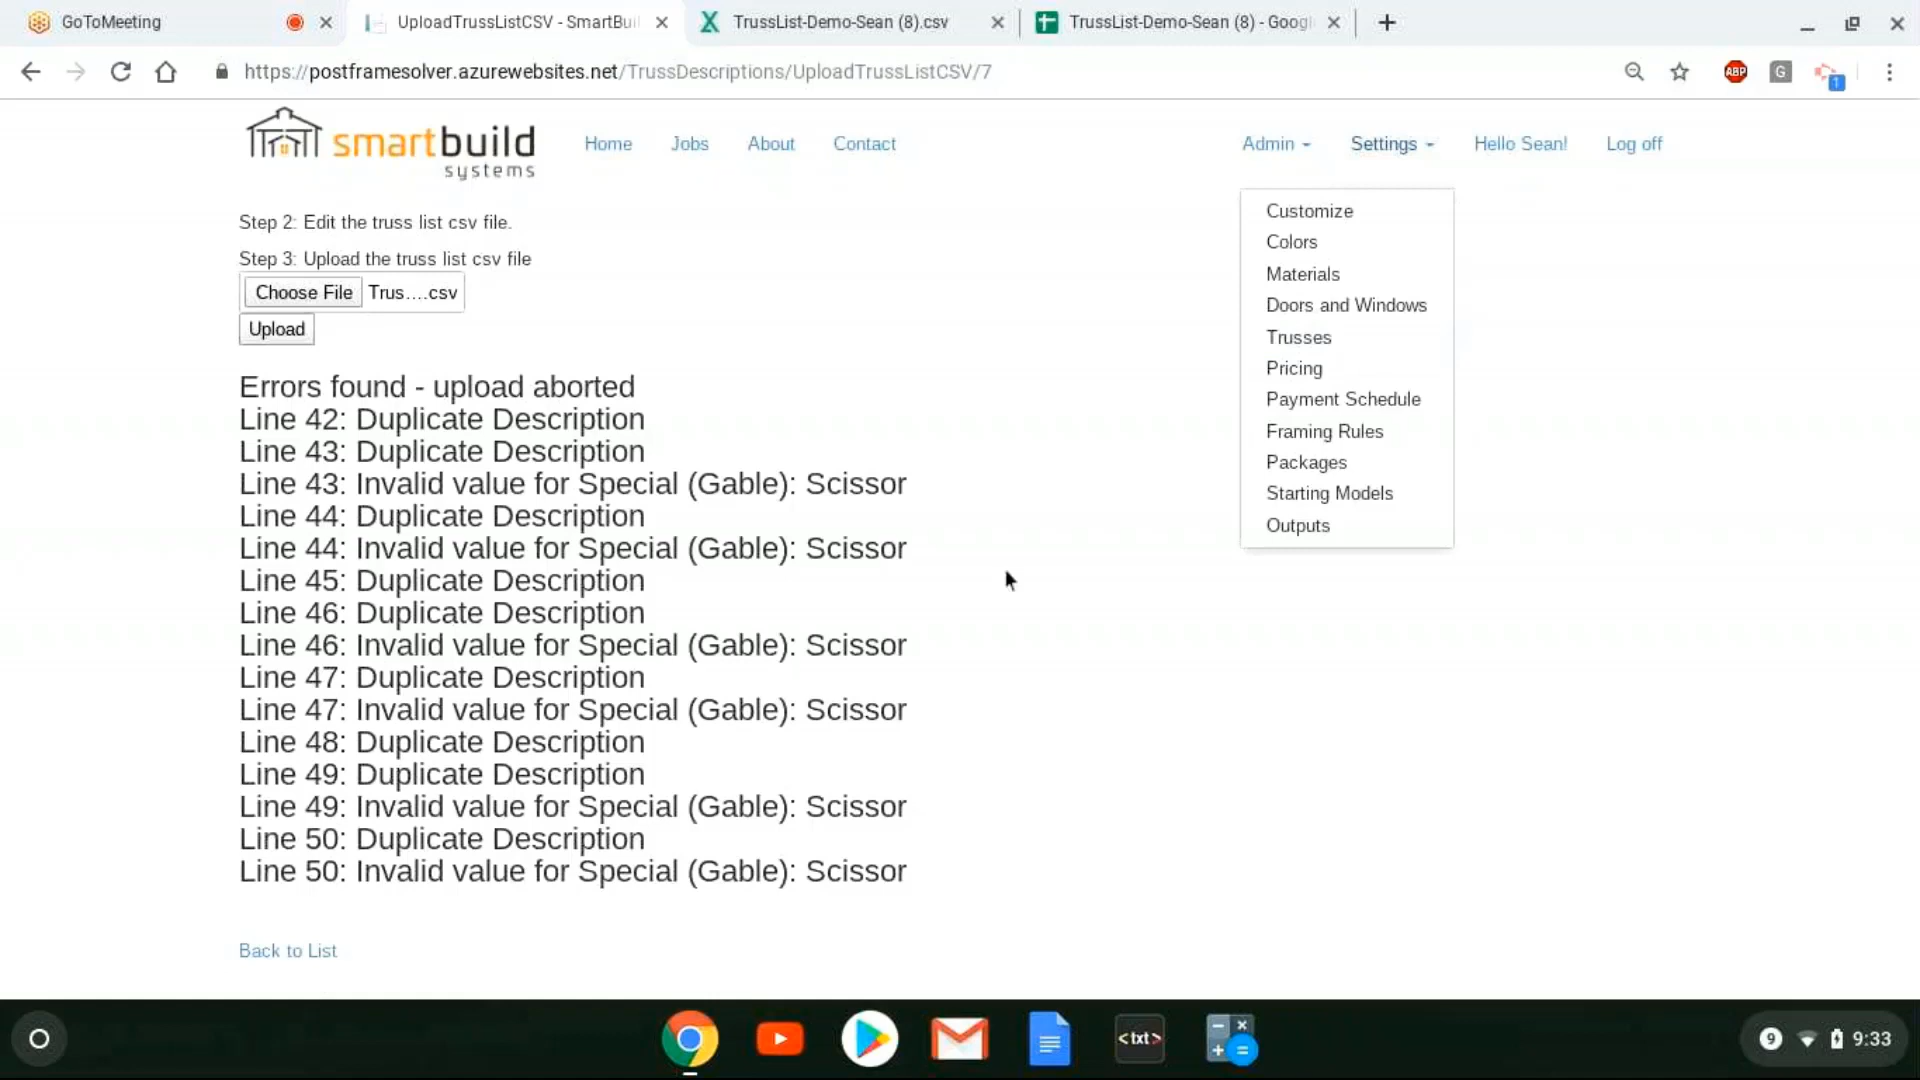 GoToMeeting
UploadTrussListCSV - SmartBui
TrussList-Demo-Sean (8).csv
TrussList-Demo-Sean (8) - Googl
https://postframesolver.azurewebsites.net/TrussDescriptions/UploadTrussListCSV/7
ABP
G
1
smartbuild
systems
Home
Jobs
About
Contact
Admin
Settings
Hello Sean!
Log off
Customize
Colors
Materials
Doors and Windows
Trusses
Pricing
Payment Schedule
Framing Rules
Packages
Starting Models
Outputs
Step 2: Edit the truss list csv file.
Step 3: Upload the truss list csv file
Choose File Trus….csv
Upload
Errors found - upload aborted
Line 42: Duplicate Description
Line 43: Duplicate Description
Line 43: Invalid value for Special (Gable): Scissor
Line 44: Duplicate Description
Line 44: Invalid value for Special (Gable): Scissor
Line 45: Duplicate Description
Line 46: Duplicate Description
Line 46: Invalid value for Special (Gable): Scissor
Line 47: Duplicate Description
Line 47: Invalid value for Special (Gable): Scissor
Line 48: Duplicate Description
Line 49: Duplicate Description
Line 49: Invalid value for Special (Gable): Scissor
Line 50: Duplicate Description
Line 50: Invalid value for Special (Gable): Scissor
Back to List
<txt>
9
9:33